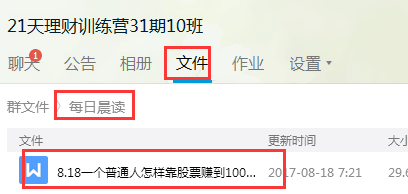 21天理财训练营31期10班
聊天 1 公告 相册 文件 作业 设置
群文件 〉 每日晨读
文件 更新时间 大小
8.18一个普通人怎样靠股票赚到100... 2017-08-18 7:21 29.6